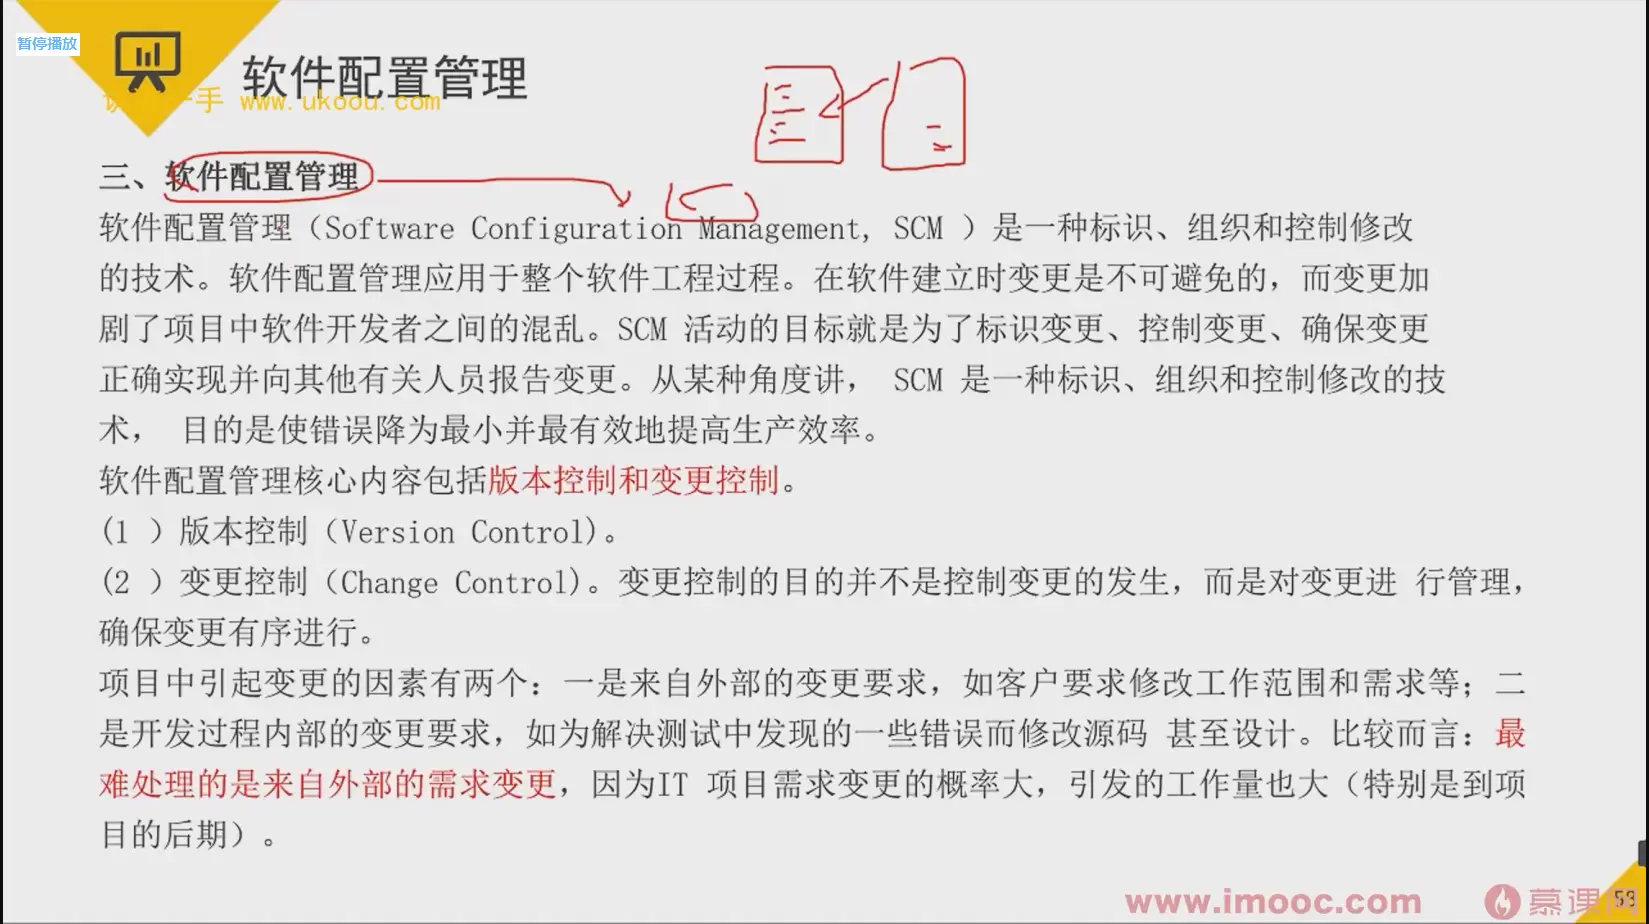 暂停播放
软件配置管理
手 www.ukoou.com
三、软件配置管理
软件配置管理（Software Configuration Management, SCM ）是一种标识、组织和控制修改
的技术。软件配置管理应用于整个软件工程过程。在软件建立时变更是不可避免的，而变更加
剧了项目中软件开发者之间的混乱。SCM 活动的目标就是为了标识变更、控制变更、确保变更
正确实现并向其他有关人员报告变更。从某种角度讲， SCM 是一种标识、组织和控制修改的技
术， 目的是使错误降为最小并最有效地提高生产效率。
软件配置管理核心内容包括版本控制和变更控制。
(1 ）版本控制（Version Control)。
(2 ）变更控制（Change Control)。变更控制的目的并不是控制变更的发生，而是对变更进 行管理，
确保变更有序进行。
项目中引起变更的因素有两个：一是来自外部的变更要求，如客户要求修改工作范围和需求等；二
是开发过程内部的变更要求，如为解决测试中发现的一些错误而修改源码 甚至设计。比较而言：最
难处理的是来自外部的需求变更，因为IT 项目需求变更的概率大，引发的工作量也大（特别是到项
目的后期）。
www.imooc.com 慕课网
59